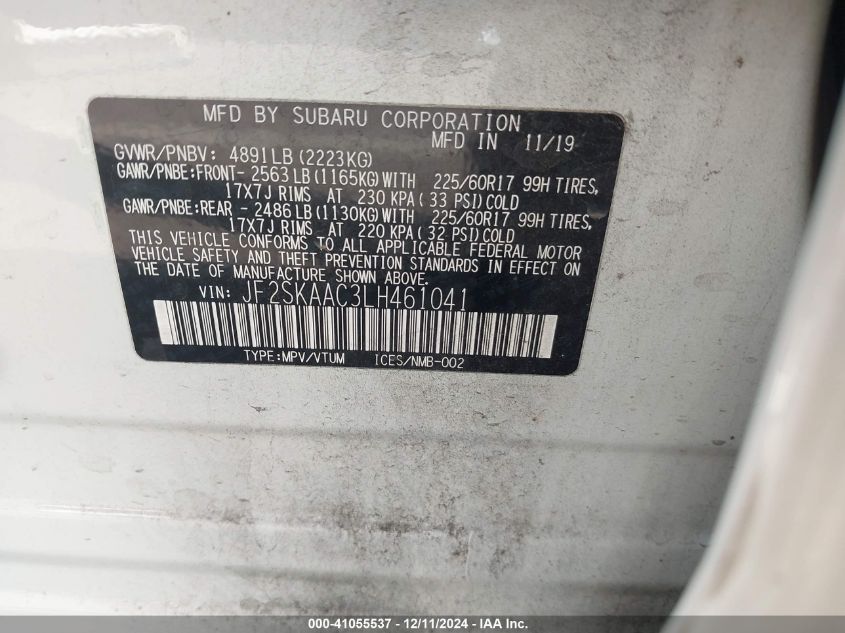 MFD BY SUBARU CORPORATION
MFD IN 11/19
GVWR/PNBV: 4891LB(2223KG)
GAWR/PNBE:FRONT- 2563LB(1165KG)WITH 225/60R17 99H TIRES,
17X7J RIMS AT 230 KPA( 33 PSI)COLD
GAWR/PNBE:REAR - 2486LB(1130KG)WITH 225/60R17 99H TIRES,
17X7J RIMS AT 220 KPA( 32 PSI)COLD
THIS VEHICLE CONFORMS TO ALL APPLICABLE FEDERAL MOTOR
VEHICLE SAFETY AND THEFT PREVENTION STANDARDS IN EFFECT ON
THE DATE OF MANUFACTURE SHOWN ABOVE.
VIN: JF2SKAAC3LH461041
TYPE:MPV/VTUM ICES/NMB-002
000-41055537 - 12/11/2024 - IAA Inc.